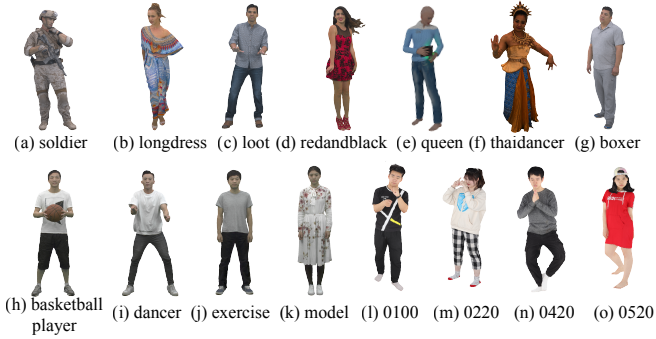 (a) soldier (b) longdress (c) loot (d) redandblack (e) queen (f) thaidancer (g) boxer
(h) basketball player (i) dancer (j) exercise (k) model (l) 0100 (m) 0220 (n) 0420 (o) 0520